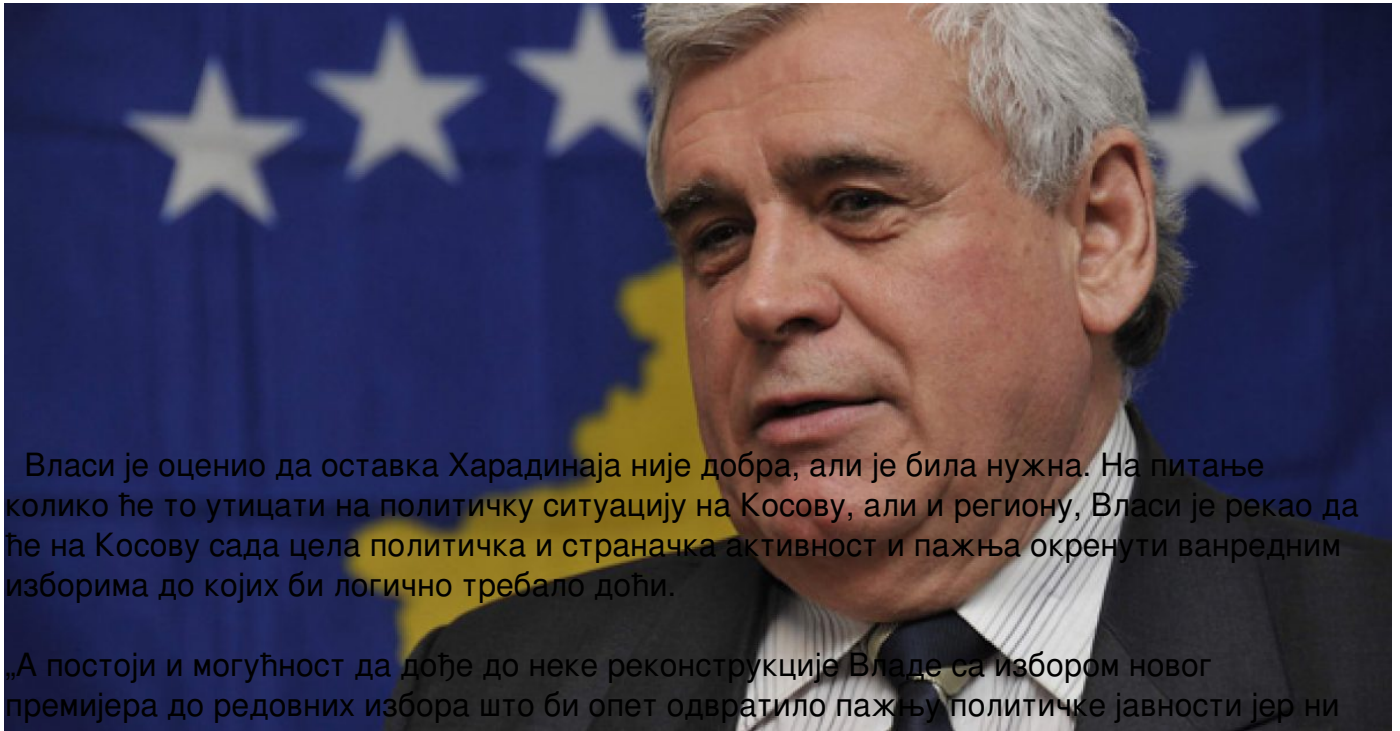 Власи је оценио да оставка Харадинаја није добра, али је била нужна. На питање
колико ће то утицати на политичку ситуацију на Косову, али и региону, Власи је рекао да
ће на Косову сада цела политичка и страначка активност и пажња окренути ванредним
изборима до којих би логично требало доћи.
„А постоји и могућност да дође до неке реконструкције Владе са избором новог
премијера до редовних избора што би опет одвратило пажњу политичке јавности јер ни